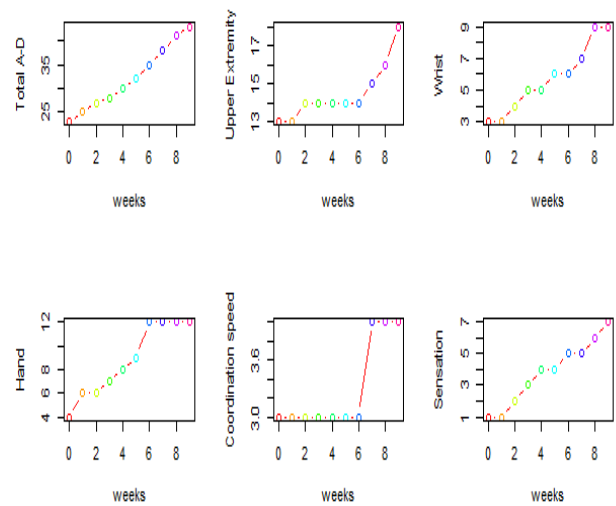 Total A-D
25 35
0 2 4 6 8
weeks
Upper Extremity
13 15 17
0 2 4 6 8
weeks
Wrist
3 4 5 6 7 8 9
0 2 4 6 8
weeks
Hand
4 6 8 12
0 2 4 6 8
weeks
Coordination speed
3.0 3.6
0 2 4 6 8
weeks
Sensation
1 3 5 7
0 2 4 6 8
weeks